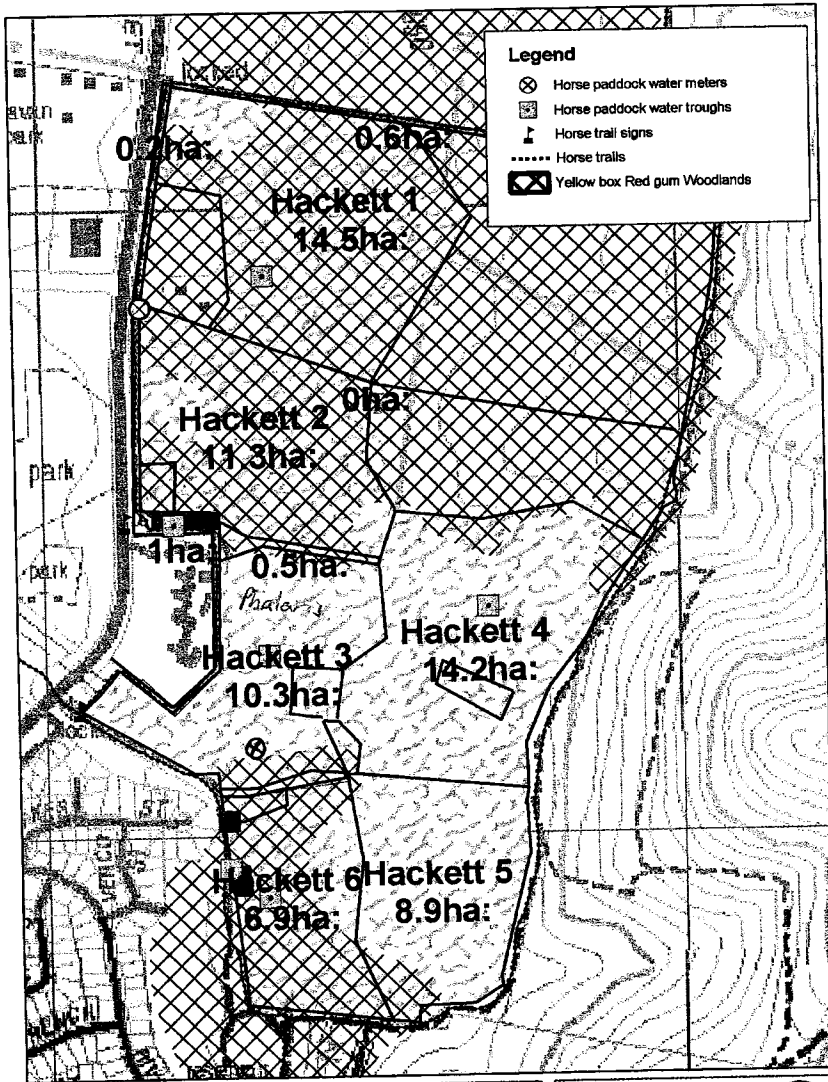 Legend
Horse paddock water meters
Horse paddock water troughs
Horse trail signs
Horse trails
Yellow box Red gum Woodlands
0.2ha:
0.6ha:
Hackett 1
14.5ha:
0ha:
Hackett 2
11.3ha:
park
1ha:
0.5ha:
park
Phalaris
Hackett 3
10.3ha:
Hackett 4
14.2ha:
ST
Hackett 6
6.9ha:
Hackett 5
8.9ha: